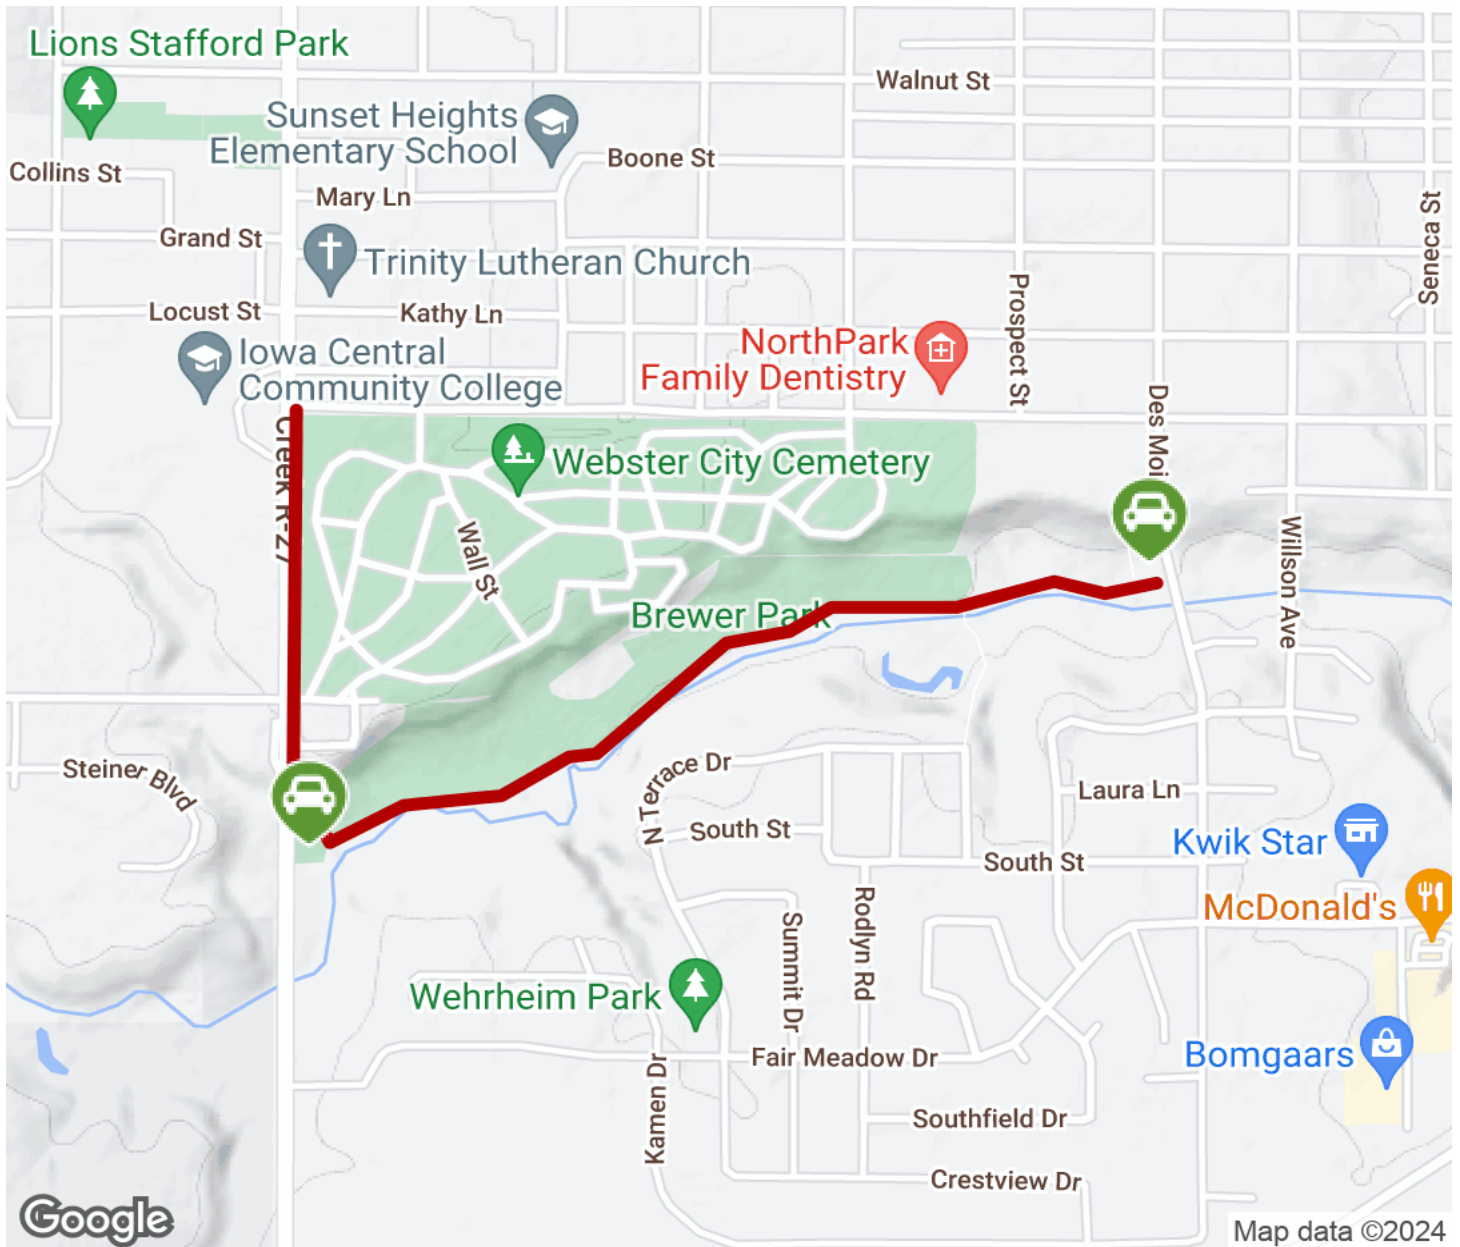 Lions Stafford Park
Walnut St
Sunset Heights
Elementary School
Boone St
Collins St
Mary Ln
Seneca St
Grand St
Trinity Lutheran Church
Prospect St
Locust St
Kathy Ln
Iowa Central
Community College
NorthPark
Family Dentistry
Des Moi
Creek R-27
Webster City Cemetery
Wall St
Willson Ave
Brewer Park
Steiner Blvd
N Terrace Dr
Laura Ln
South St
Kwik Star
South St
McDonald's
Rodlyn Rd
Summit Dr
Wehrheim Park
Fair Meadow Dr
Bomgaars
Kamen Dr
Southfield Dr
Crestview Dr
Google
Map data ©2024